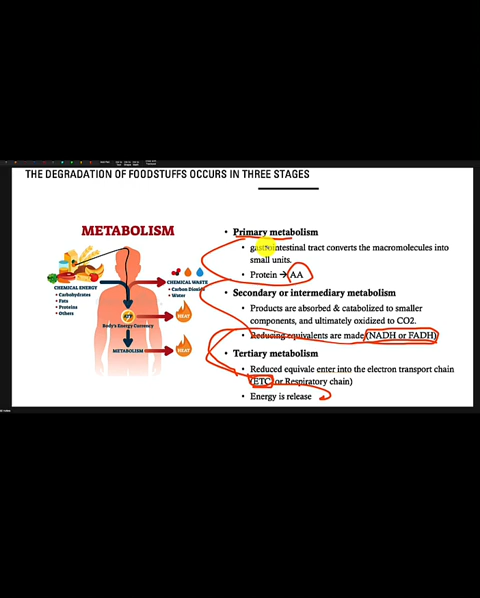 THE DEGRADATION OF FOODSTUFFS OCCURS IN THREE STAGES
METABOLISM
CHEMICAL ENERGY
• Carbohydrates
• Fats
• Proteins
• Others
CHEMICAL WASTE
• Carbon Dioxide
• Water
HEAT
ATP
Body's Energy Currency
METABOLISM
HEAT
• Primary metabolism
• gastrointestinal tract converts the macromolecules into
small units.
• Protein → AA
• Secondary or intermediary metabolism
• Products are absorbed & catabolized to smaller
components, and ultimately oxidized to CO2.
• Reducing equivalents are made (NADH or FADH)
• Tertiary metabolism
• Reduced equivale enter into the electron transport chain
(ETC or Respiratory chain)
• Energy is release